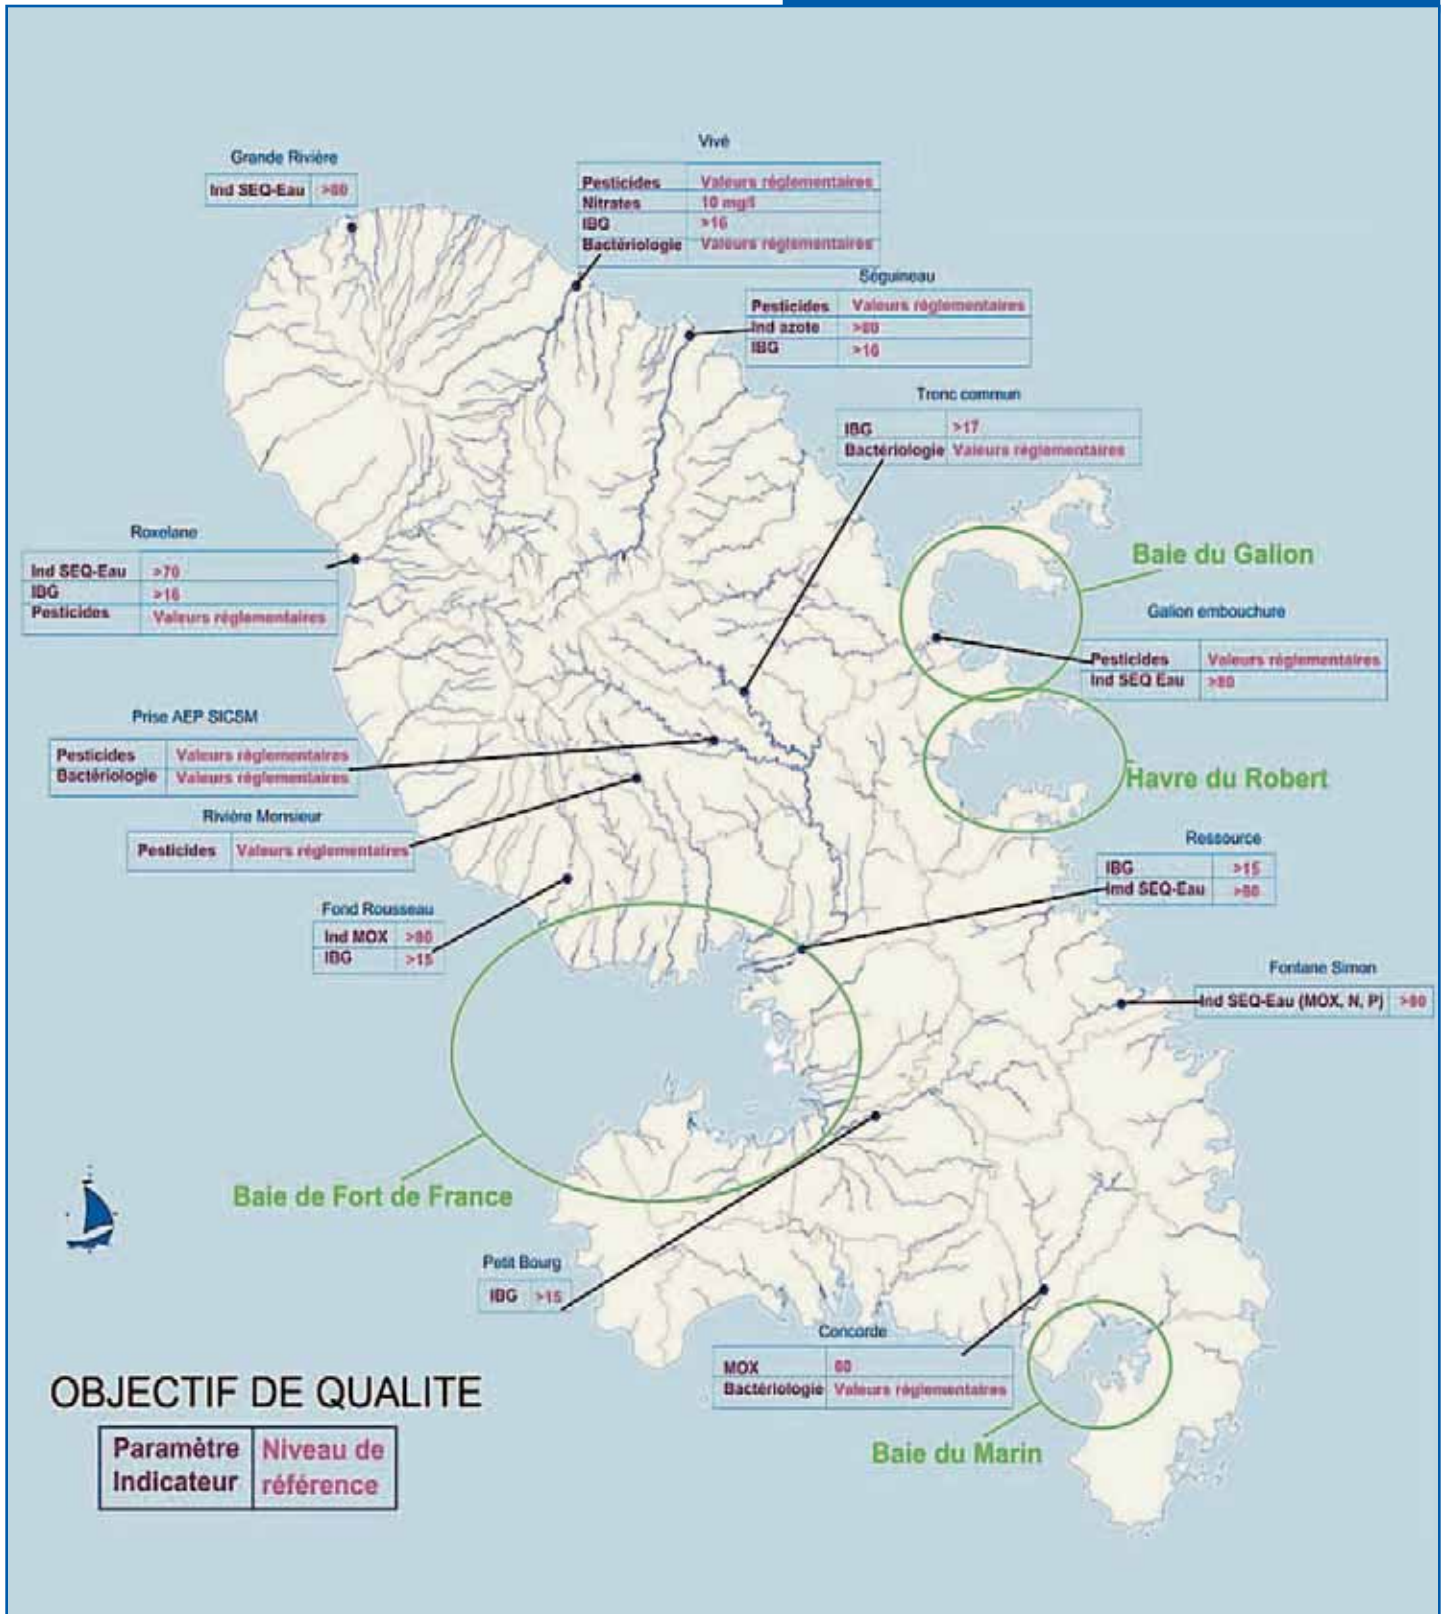 Vivé
Pesticides Valeurs réglementaires
Nitrates 10 mg/l
IBG >16
Bactériologie Valeurs réglementaires
Grande Rivière
Ind SEQ-Eau >80
Séguineau
Pesticides Valeurs réglementaires
Ind azote >80
IBG >16
Tronc commun
IBG >17
Bactériologie Valeurs réglementaires
Roxelane
Ind SEQ-Eau >70
IBG >16
Pesticides Valeurs réglementaires
Baie du Galion
Galion embouchure
Pesticides Valeurs réglementaires
Ind SEQ Eau >80
Prise AEP SICSM
Pesticides Valeurs réglementaires
Bactériologie Valeurs réglementaires
Havre du Robert
Rivière Monsieur
Pesticides Valeurs réglementaires
Ressource
IBG >15
Imd SEQ-Eau >80
Fond Rousseau
Ind MOX >80
IBG >15
Fontane Simon
Ind SEQ-Eau (MOX, N, P) >80
Baie de Fort de France
Petit Bourg
IBG >15
Concorde
MOX 60
Bactériologie Valeurs réglementaires
Baie du Marin
OBJECTIF DE QUALITE
Paramètre Niveau de
Indicateur référence